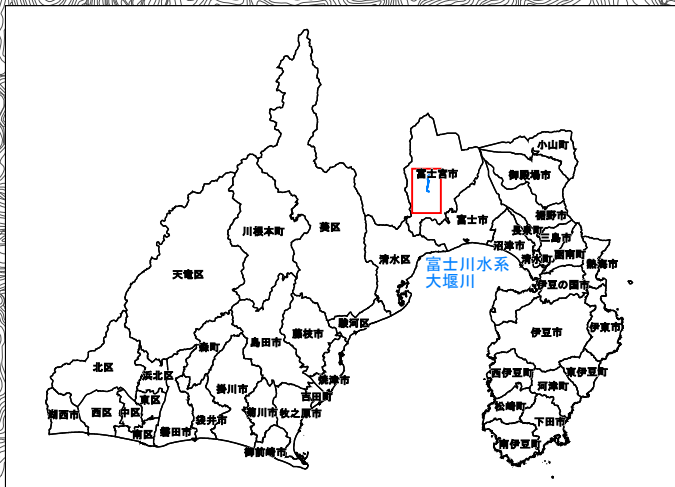 小山町
富士宮市
御殿場市
裾野市
富士市
長泉町
三島市
葵区
川根本町
沼津市
清水町
函南町
熱海市
清水区
富士川水系
大堰川
天竜区
伊豆の国市
駿河区
伊豆市
伊東市
藤枝市
島田市
森町
北区
浜北区
焼津市
西伊豆町
東伊豆町
河津町
掛川市
吉田町
東区
湖西市
西区
中区
袋井市
菊川市
牧之原市
松崎町
下田市
南区
磐田市
南伊豆町
御前崎市